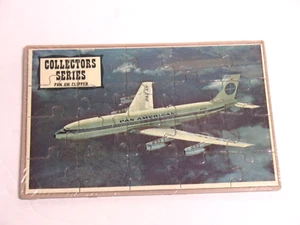 COLLECTORS
SERIES
PAN AM CLIPPER
PAN AMERICAN